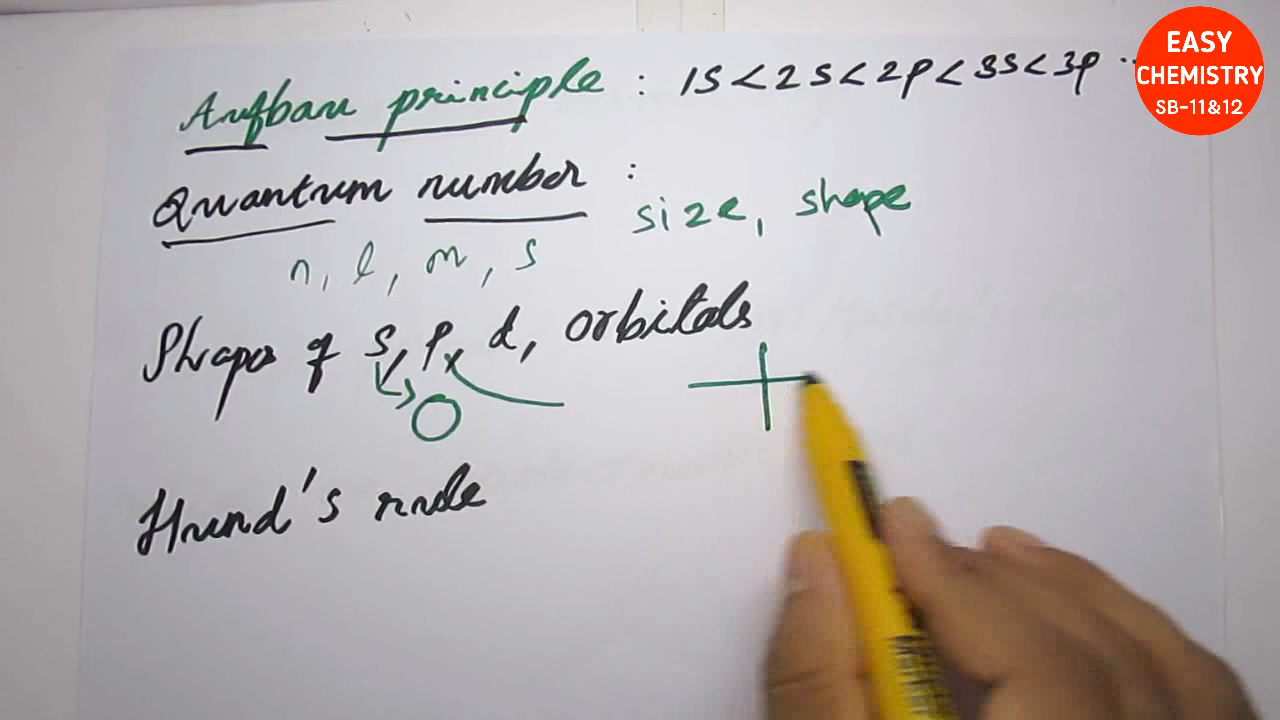 Aufbau principle : 1s < 2s < 2p < 3s < 3p ..
Quantum number :
size, shape
n, l, m, s
Shape of s, p, d, orbitals
Hund's rule
EASY
CHEMISTRY
SB-11&12